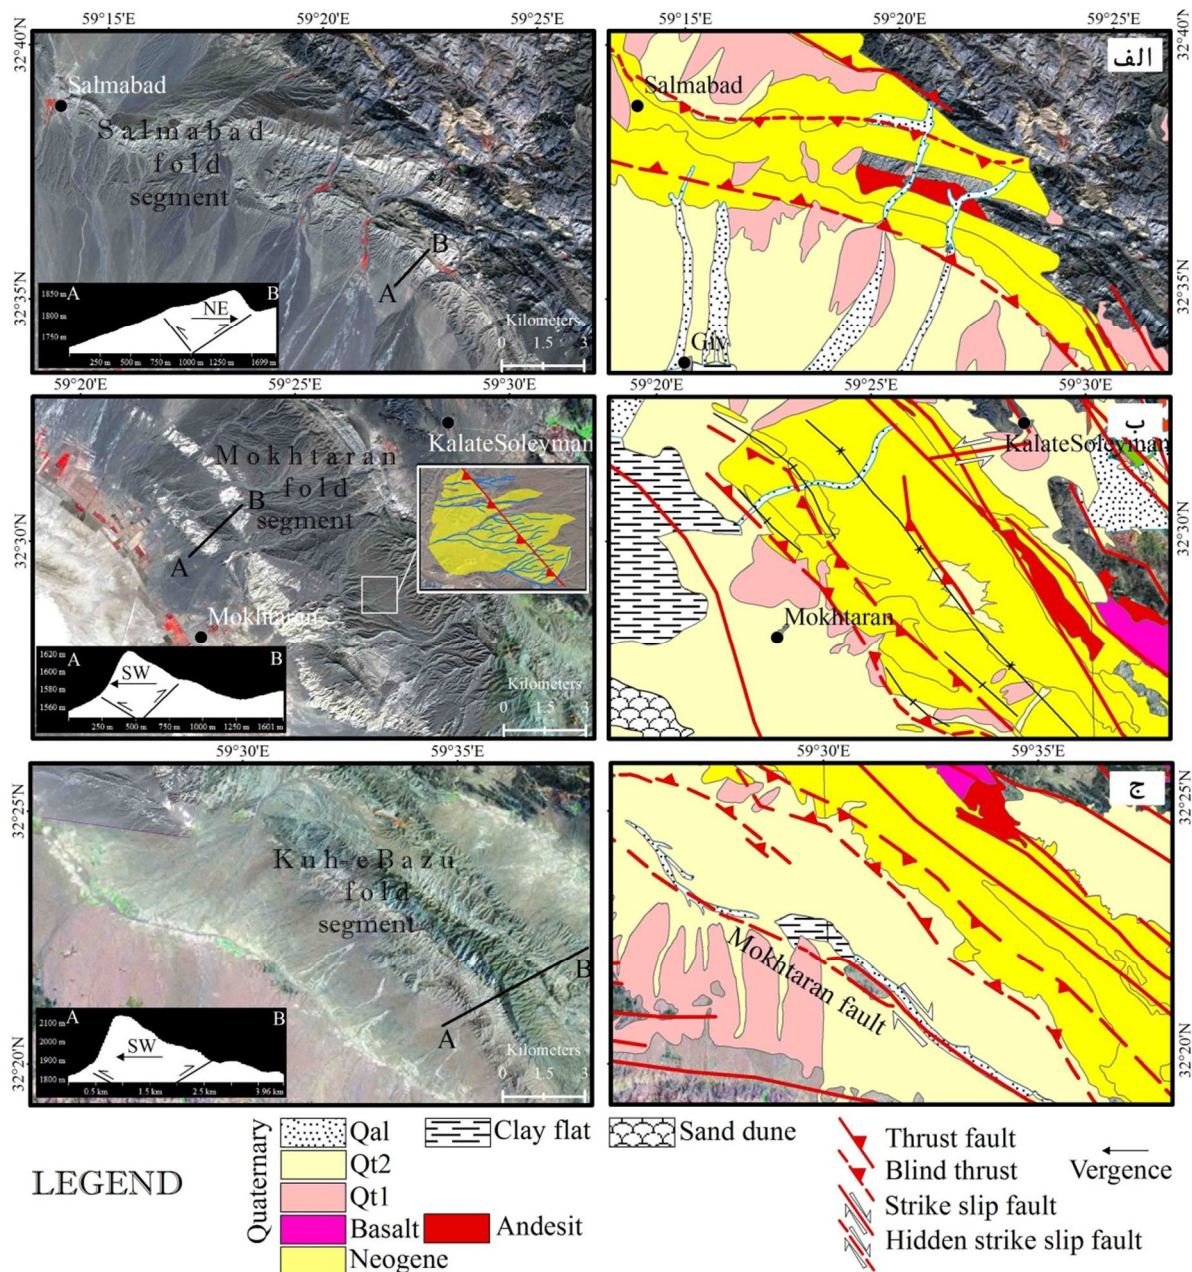 59°15'E 59°20'E 59°25'E 59°15'E 59°20'E 59°25'E
32°40'N
32°35'N
Salmabad
Salmabad
fold
segment
B
A
A B
1850 m
1800 m
1750 m
NE
250 m 500 m 750 m 1000 m 1250 m 1699 m
Kilometers
0 1.5 3
الف
Salmabad
Giv
32°40'N
32°35'N
59°20'E 59°25'E 59°30'E 59°20'E 59°25'E 59°30'E
32°30'N
KalateSoleyman
Mokhtaran
fold
segment
B
A
Mokhtaran
A B
1620 m
1600 m
1580 m
1560 m
SW
250 m 500 m 750 m 1000 m 1250 m 1601 m
Kilometers
0 1.5 3
ب
KalateSoleyman
Mokhtaran
32°30'N
59°30'E 59°35'E 59°30'E 59°35'E
32°25'N
32°20'N
Kuh-eBazu
fold
segment
B
A
A B
2100 m
2000 m
1900 m
1800 m
SW
0.5 km 1.5 km 2.5 km 3.96 km
Kilometers
0 1.5 3
ج
Mokhtaran fault
32°25'N
32°20'N
LEGEND
Quaternary
Qal
Clay flat
Sand dune
Qt2
Qt1
Basalt
Andesit
Neogene
Thrust fault
Blind thrust
Strike slip fault
Hidden strike slip fault
Vergence